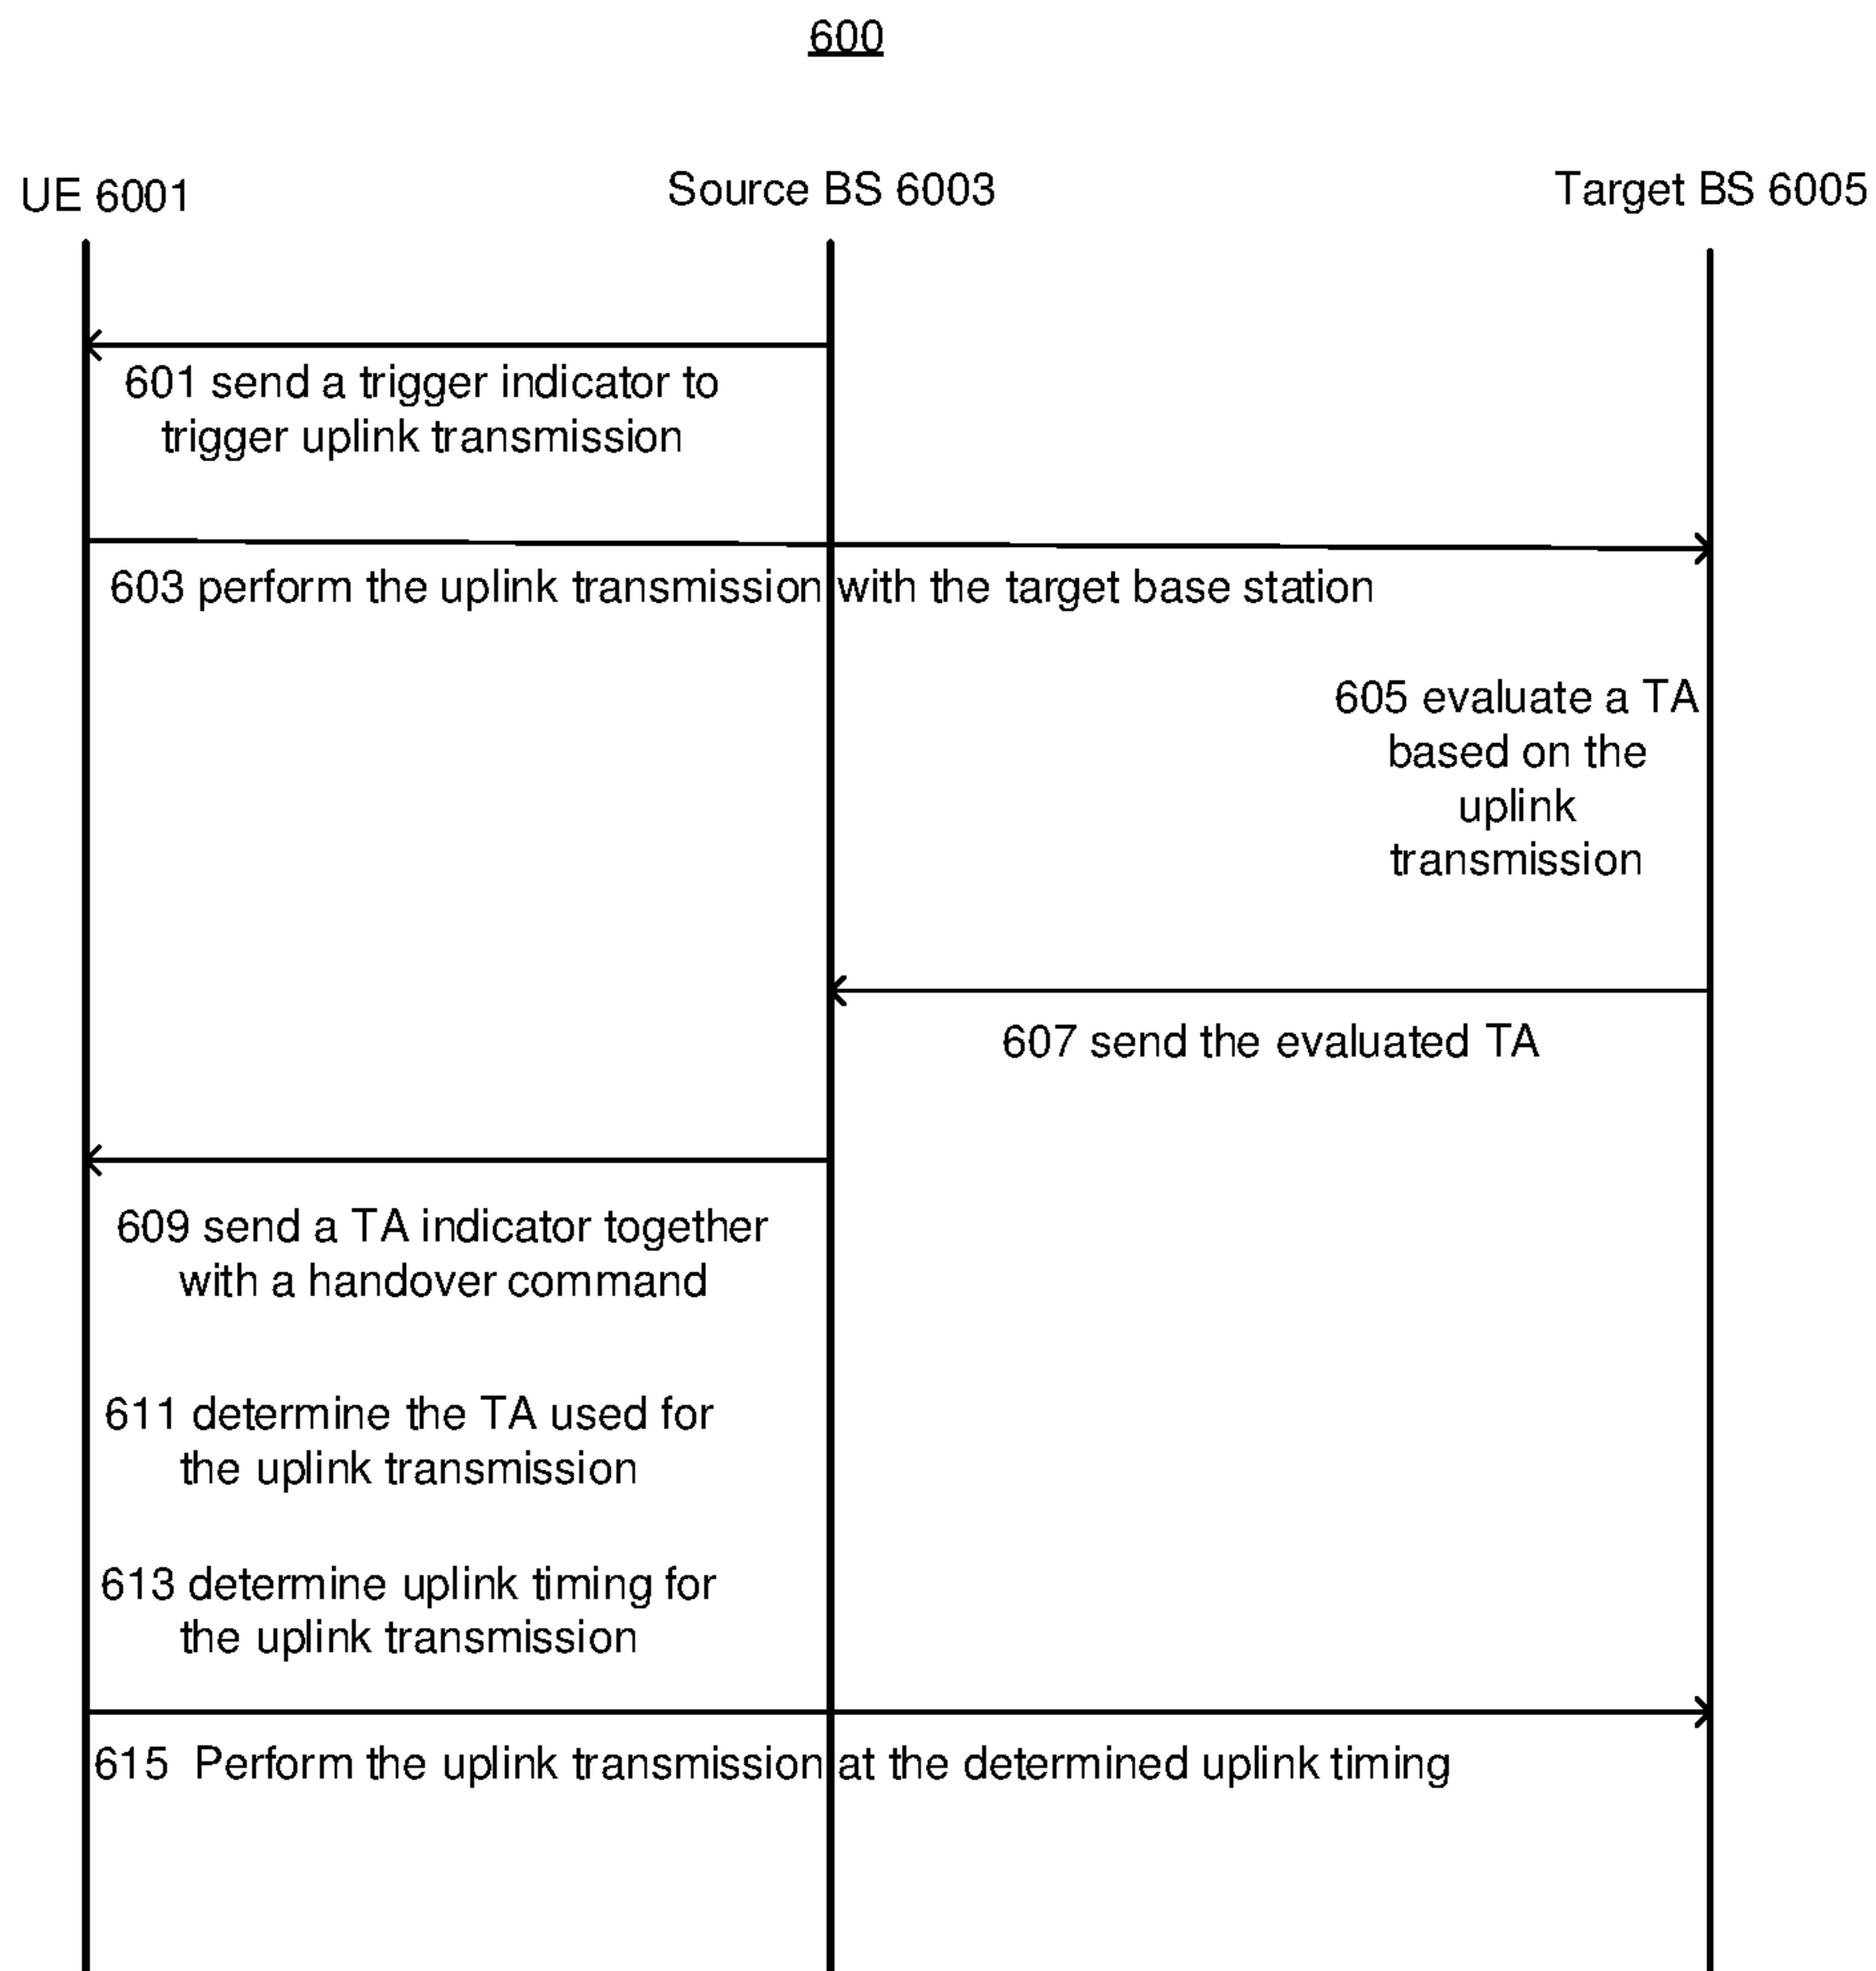 600
UE 6001
Source BS 6003
Target BS 6005
601 send a trigger indicator to
trigger uplink transmission
603 perform the uplink transmission with the target base station
605 evaluate a TA
based on the
uplink
transmission
607 send the evaluated TA
609 send a TA indicator together
with a handover command
611 determine the TA used for
the uplink transmission
613 determine uplink timing for
the uplink transmission
615 Perform the uplink transmission at the determined uplink timing